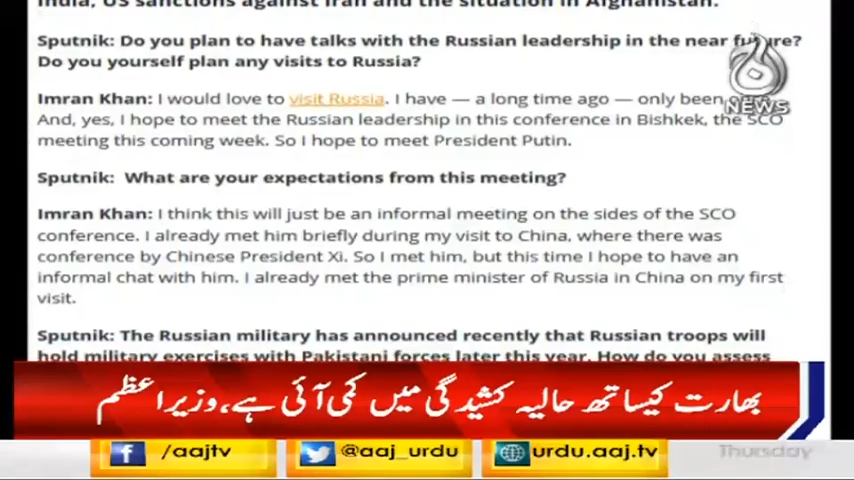 India, US sanctions against Iran and the situation in Afghanistan.
Sputnik: Do you plan to have talks with the Russian leadership in the near future?
Do you yourself plan any visits to Russia?
Imran Khan: I would love to visit Russia. I have — a long time ago — only been
And, yes, I hope to meet the Russian leadership in this conference in Bishkek, the SCO
meeting this coming week. So I hope to meet President Putin.
Sputnik: What are your expectations from this meeting?
Imran Khan: I think this will just be an informal meeting on the sides of the SCO
conference. I already met him briefly during my visit to China, where there was
conference by Chinese President Xi. So I met him, but this time I hope to have an
informal chat with him. I already met the prime minister of Russia in China on my first
visit.
Sputnik: The Russian military has announced recently that Russian troops will
hold military exercises with Pakistani forces later this year. How do you assess
آج
NEWS
بھارت کیساتھ حالیہ کشیدگی میں کمی آئی ہے، وزیراعظم
f /aajtv
@aaj_urdu
urdu.aaj.tv
Thursday